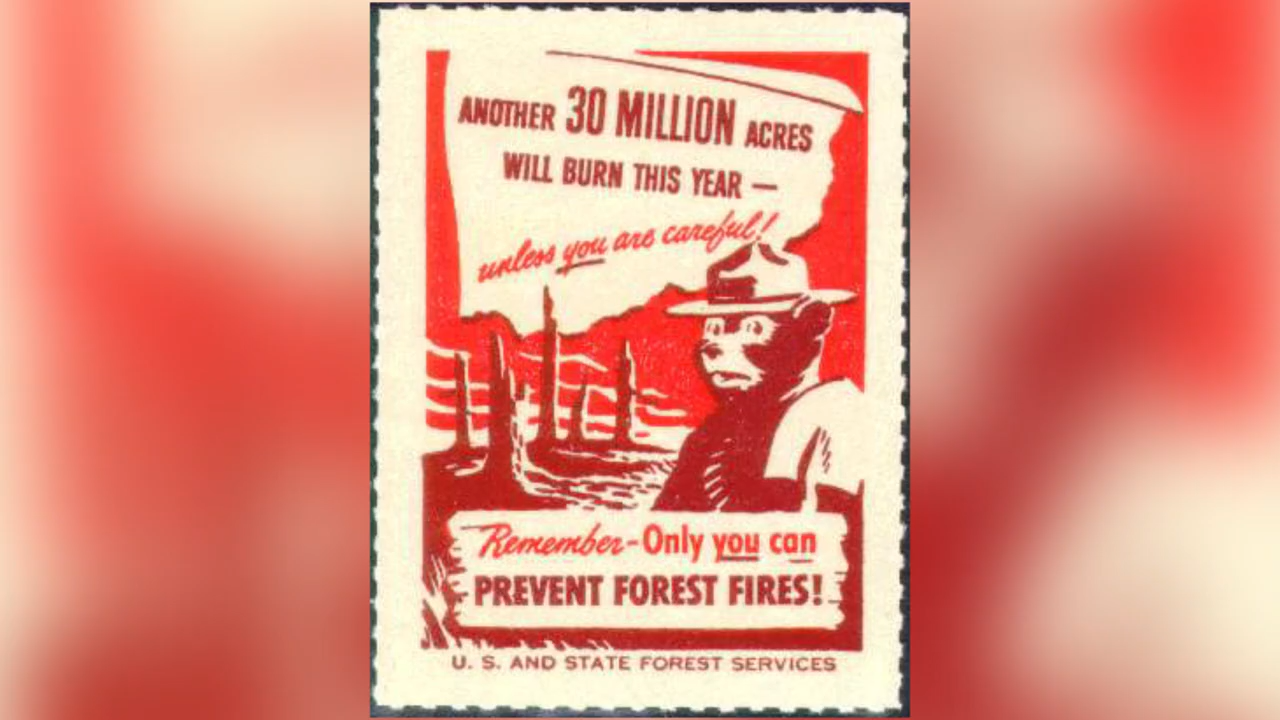 ANOTHER 30 MILLION ACRES
WILL BURN THIS YEAR —
unless you are careful!
Remember-Only you can
PREVENT FOREST FIRES!
U. S. AND STATE FOREST SERVICES